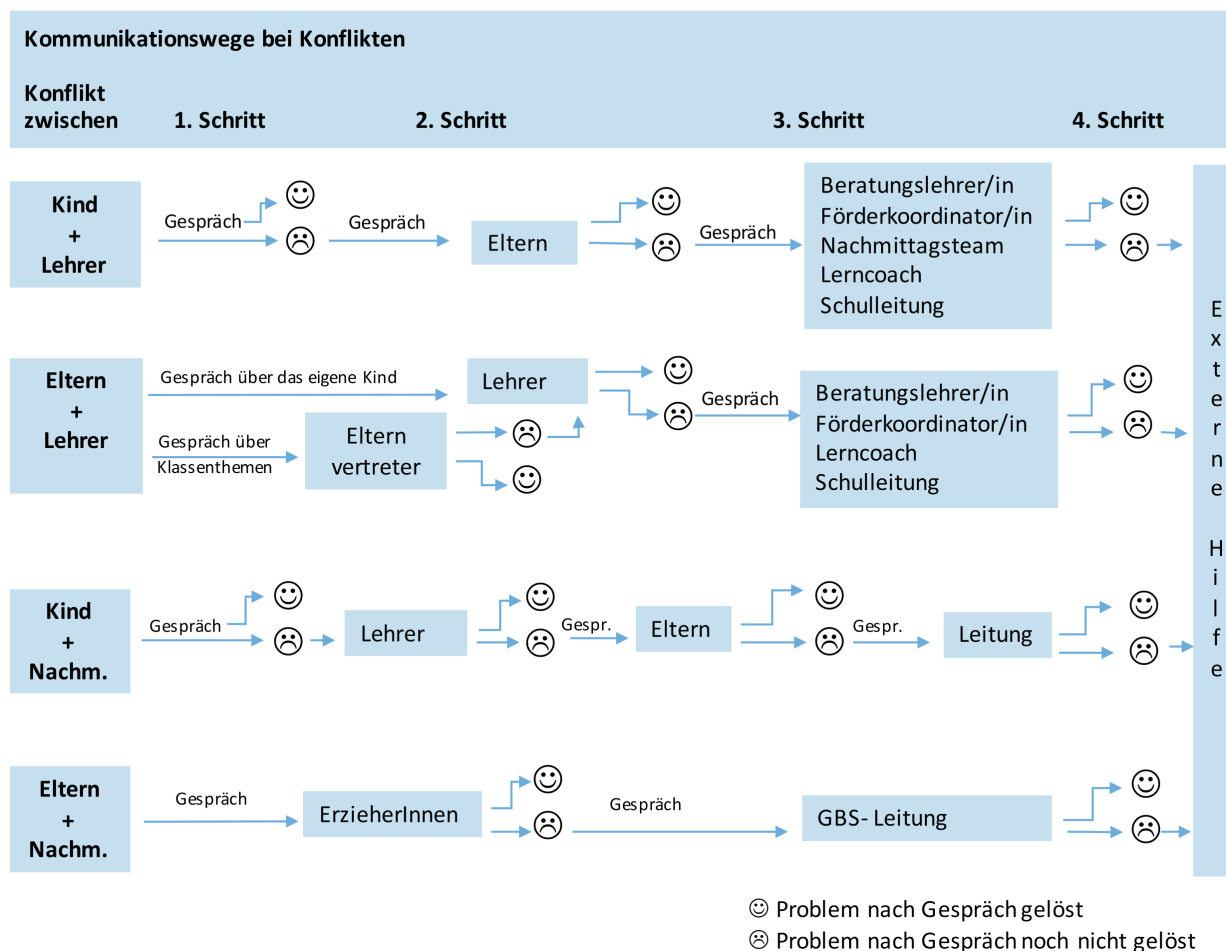 Kommunikationswege bei Konflikten
Konflikt
zwischen
1. Schritt
2. Schritt
3. Schritt
4. Schritt
Kind
+
Lehrer
Gespräch
Gespräch
Eltern
Gespräch
Beratungslehrer/in
Förderkoordinator/in
Nachmittagsteam
Lerncoach
Schulleitung
Eltern
+
Lehrer
Gespräch über das eigene Kind
Lehrer
Gespräch über
Klassenthemen
Eltern
vertreter
Gespräch
Beratungslehrer/in
Förderkoordinator/in
Lerncoach
Schulleitung
Kind
+
Nachm.
Gespräch
Lehrer
Gespr.
Eltern
Gespr.
Leitung
Eltern
+
Nachm.
Gespräch
ErzieherInnen
Gespräch
GBS- Leitung
Externe Hilfe
☺ Problem nach Gespräch gelöst
☹ Problem nach Gespräch noch nicht gelöst